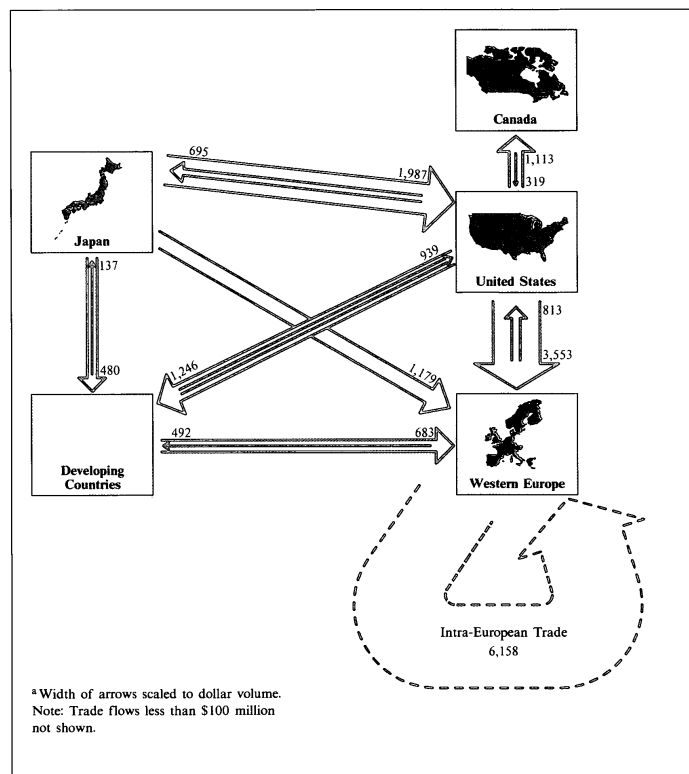 Canada
695
1,113
319
1,987
Japan
United States
939
137
813
3,553
480
1,246
1,179
492
683
Developing
Countries
Western Europe
Intra-European Trade
6,158
a Width of arrows scaled to dollar volume.
Note: Trade flows less than $100 million
not shown.